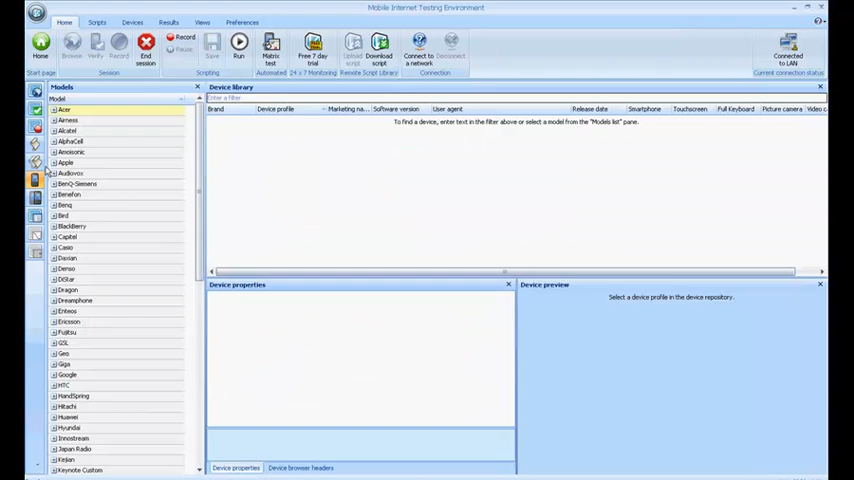 Mobile Internet Testing Environment
Home Scripts Devices Results Views Preferences
Home Browse Verify Record End session Record Pause Save Run Matrix test Free 7 day trial Upload script Download script Connect to a network Disconnect Connected to LAN
Start page Session Scripting Automated 24 x 7 Monitoring Remote Script Library Connection Current connection status
Models
Model
Acer
Airness
Alcatel
AlphaCell
Amoisonic
Apple
Audiovox
BenQ-Siemens
Benefon
Benq
Bird
BlackBerry
Capitel
Casio
Daxian
Denso
DiStar
Dragon
Dreamphone
Enteos
Ericsson
Fujitsu
GSL
Geo
Giga
Google
HTC
HandSpring
Hitachi
Huawei
Hyundai
Innostream
Japan Radio
Kejian
Keynote Custom
Device library
Enter a filter
Brand Device profile Marketing na... Software version User agent Release date Smartphone Touchscreen Full Keyboard Picture camera Video c
To find a device, enter text in the filter above or select a model from the "Models list" pane.
Device properties
Device properties Device browser headers
Device preview
Select a device profile in the device repository.